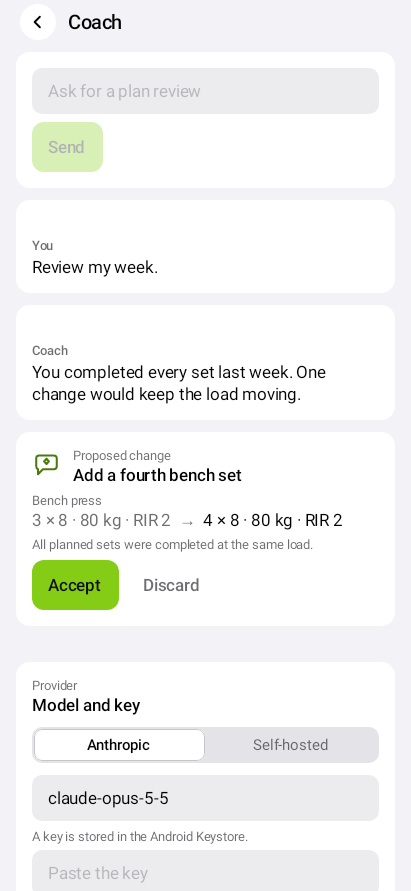 Coach
Ask for a plan review
Send
You
Review my week.
Coach
You completed every set last week. One
change would keep the load moving.
Proposed change
Add a fourth bench set
Bench press
3 × 8 · 80 kg · RIR 2 → 4 × 8 · 80 kg · RIR 2
All planned sets were completed at the same load.
Accept Discard
Provider
Model and key
Anthropic Self-hosted
claude-opus-5-5
A key is stored in the Android Keystore.
Paste the key